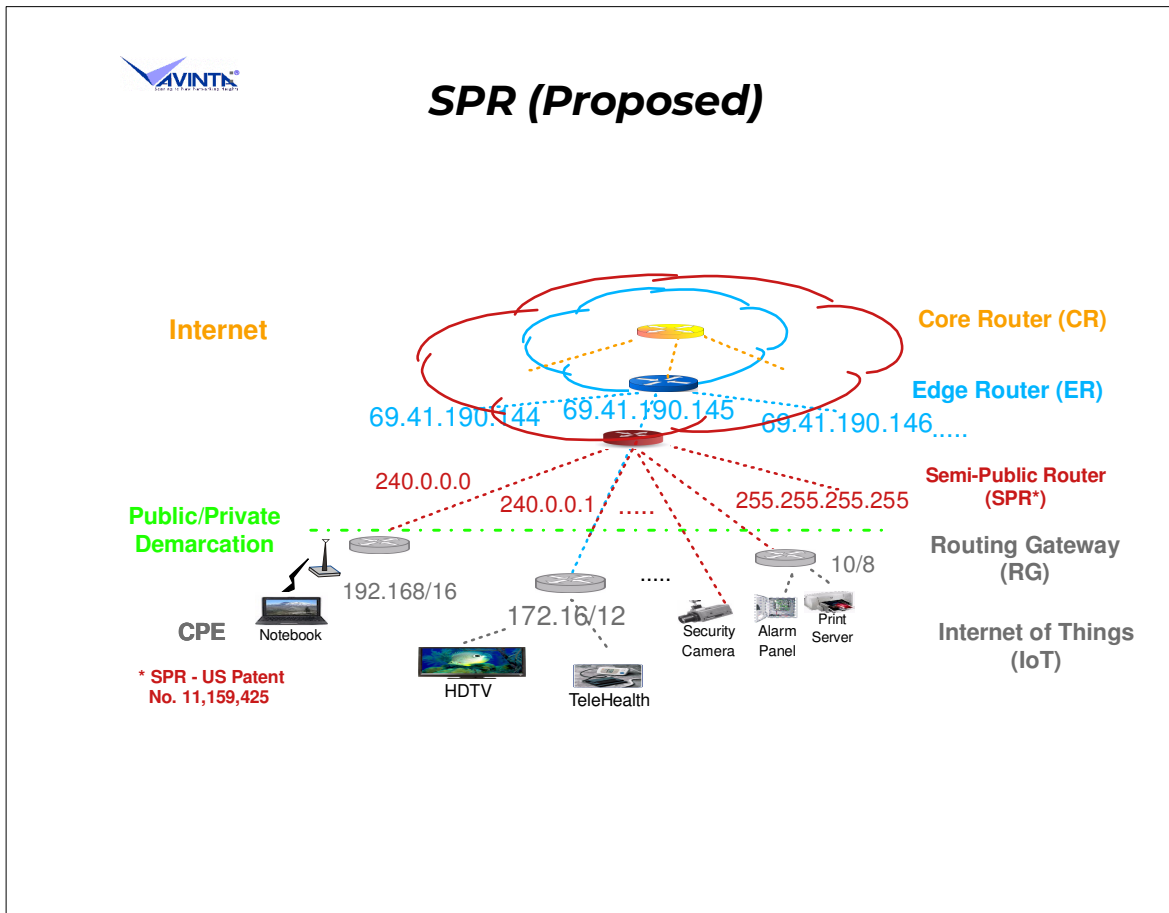 AVINTA®
SPR (Proposed)
Internet
Core Router (CR)
Edge Router (ER)
69.41.190.144
69.41.190.145
69.41.190.146
.....
240.0.0.0
240.0.0.1
.....
255.255.255.255
Semi-Public Router
(SPR*)
Public/Private
Demarcation
Routing Gateway
(RG)
192.168/16
172.16/12
.....
10/8
CPE
Notebook
HDTV
TeleHealth
Security
Camera
Alarm
Panel
Print
Server
Internet of Things
(IoT)
* SPR - US Patent
No. 11,159,425